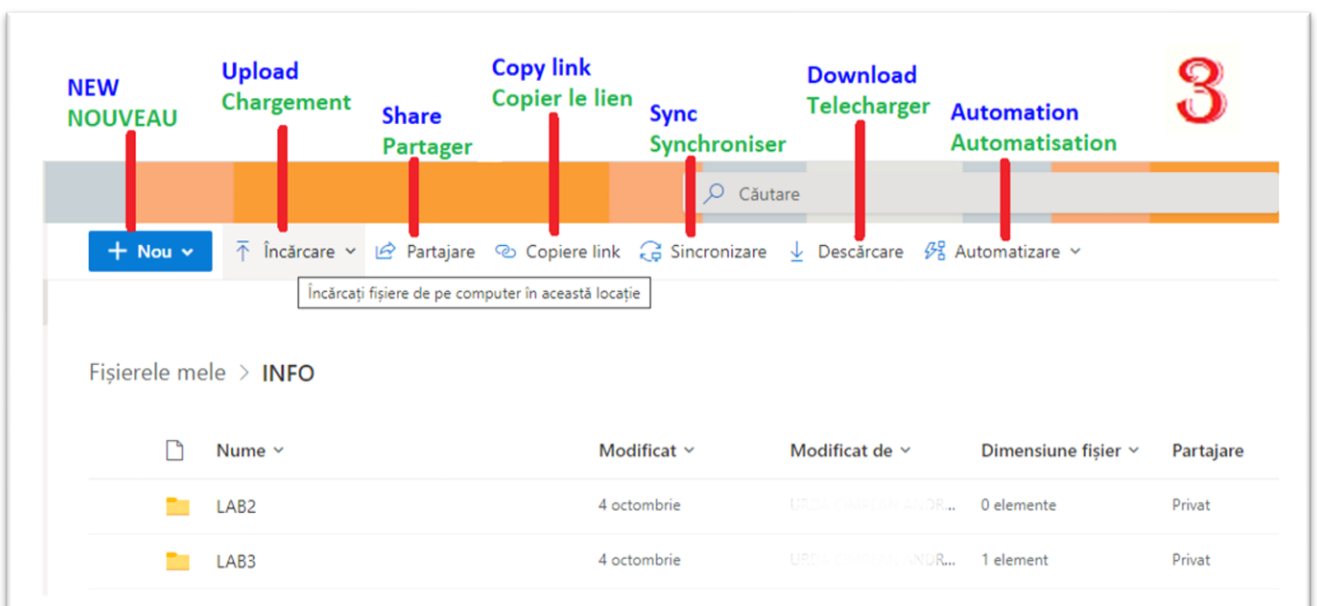 NEW
NOUVEAU
Upload
Chargement
Share
Partager
Copy link
Copier le lien
Sync
Synchroniser
Download
Telecharger
Automation
Automatisation
3
Căutare
+ Nou
Încărcare
Partajare
Copiere link
Sincronizare
Descărcare
Automatizare
Încărcați fișiere de pe computer în această locație
Fișierele mele > INFO
Nume Modificat Modificat de Dimensiune fișier Partajare
LAB2 4 octombrie 0 elemente Privat
LAB3 4 octombrie 1 element Privat